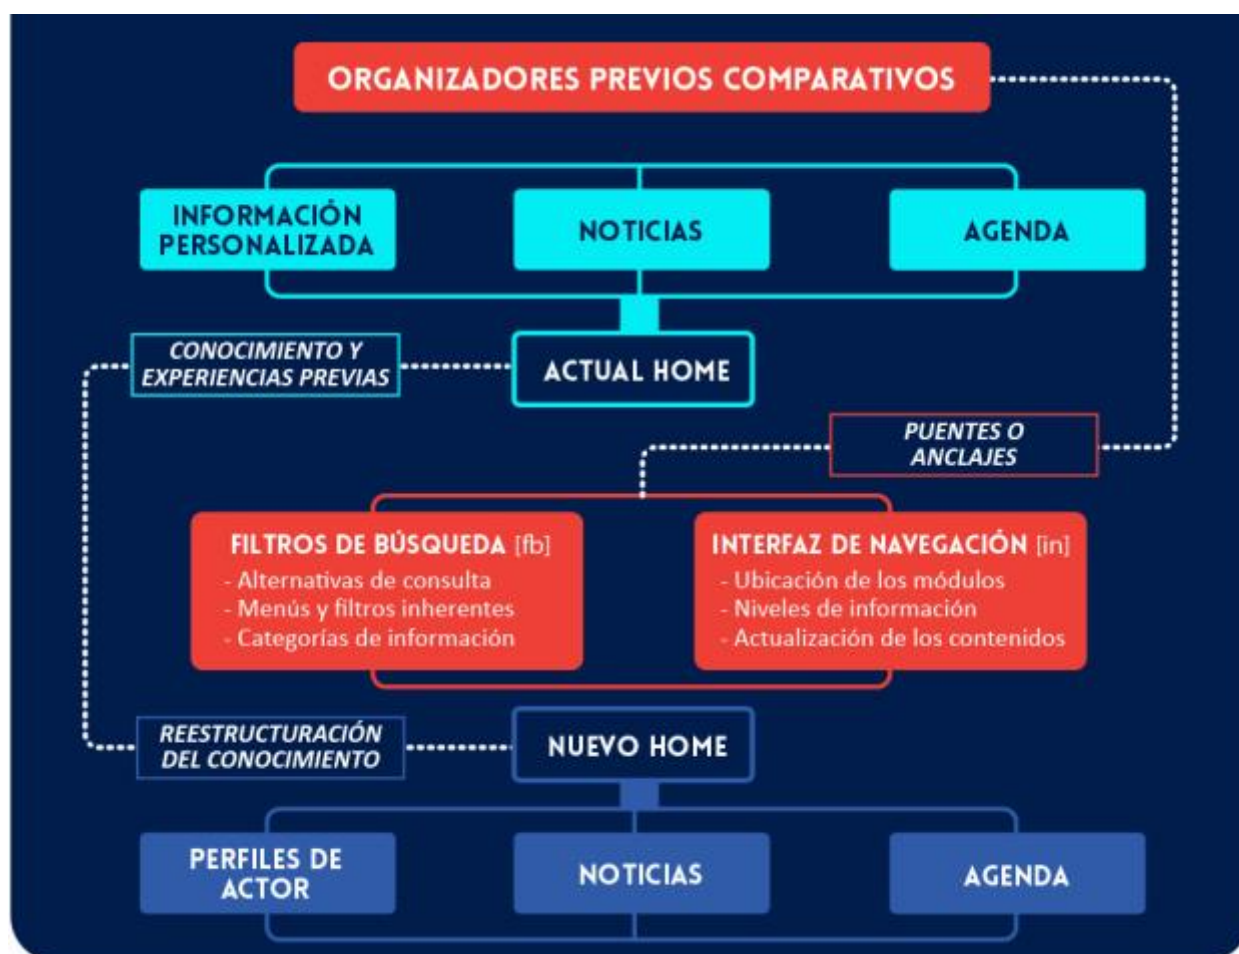 ORGANIZADORES PREVIOS COMPARATIVOS
INFORMACIÓN
PERSONALIZADA
NOTICIAS
AGENDA
CONOCIMIENTO Y
EXPERIENCIAS PREVIAS
ACTUAL HOME
PUENTES O
ANCLAJES
FILTROS DE BÚSQUEDA [fb]
- Alternativas de consulta
- Menús y filtros inherentes
- Categorías de información
INTERFAZ DE NAVEGACIÓN [in]
- Ubicación de los módulos
- Niveles de información
- Actualización de los contenidos
REESTRUCTURACIÓN
DEL CONOCIMIENTO
NUEVO HOME
PERFILES DE
ACTOR
NOTICIAS
AGENDA